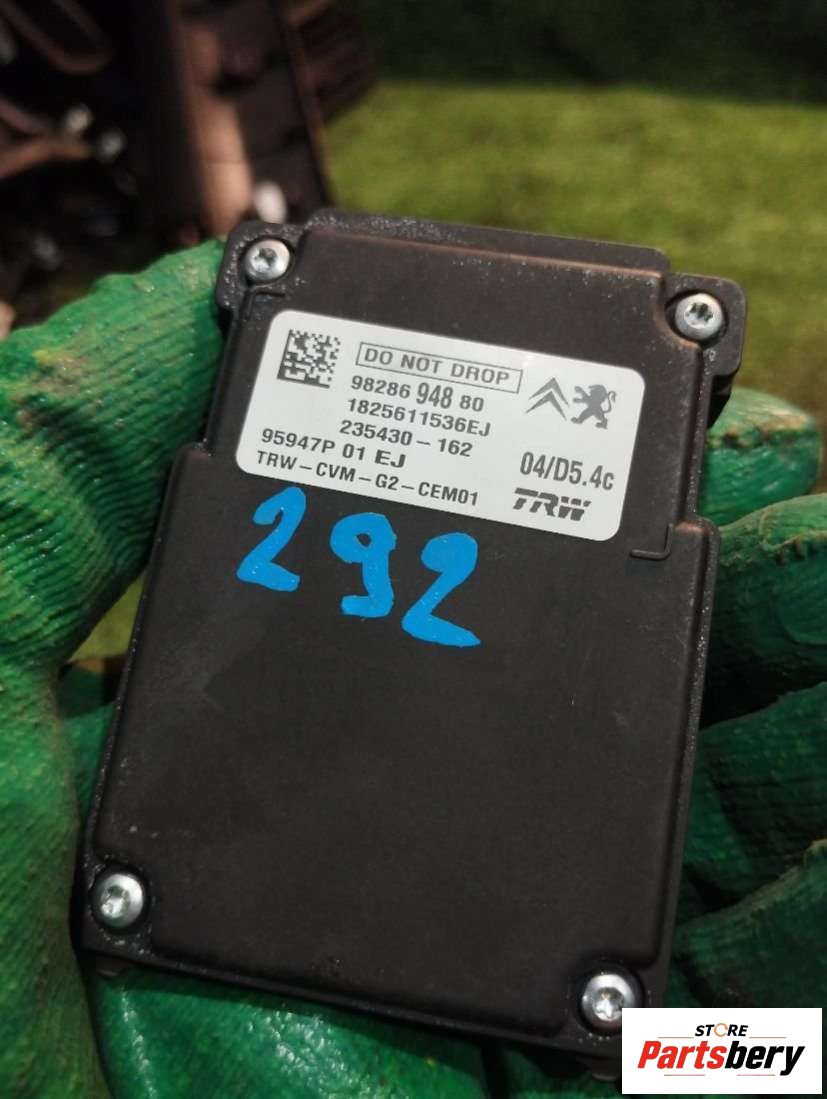 DO NOT DROP
98286 948 80
1825611536EJ
235430-162
95947P 01 EJ
04/D5.4c
TRW-CVM-G2-CEM01
TRW
292
STORE
Partsbery